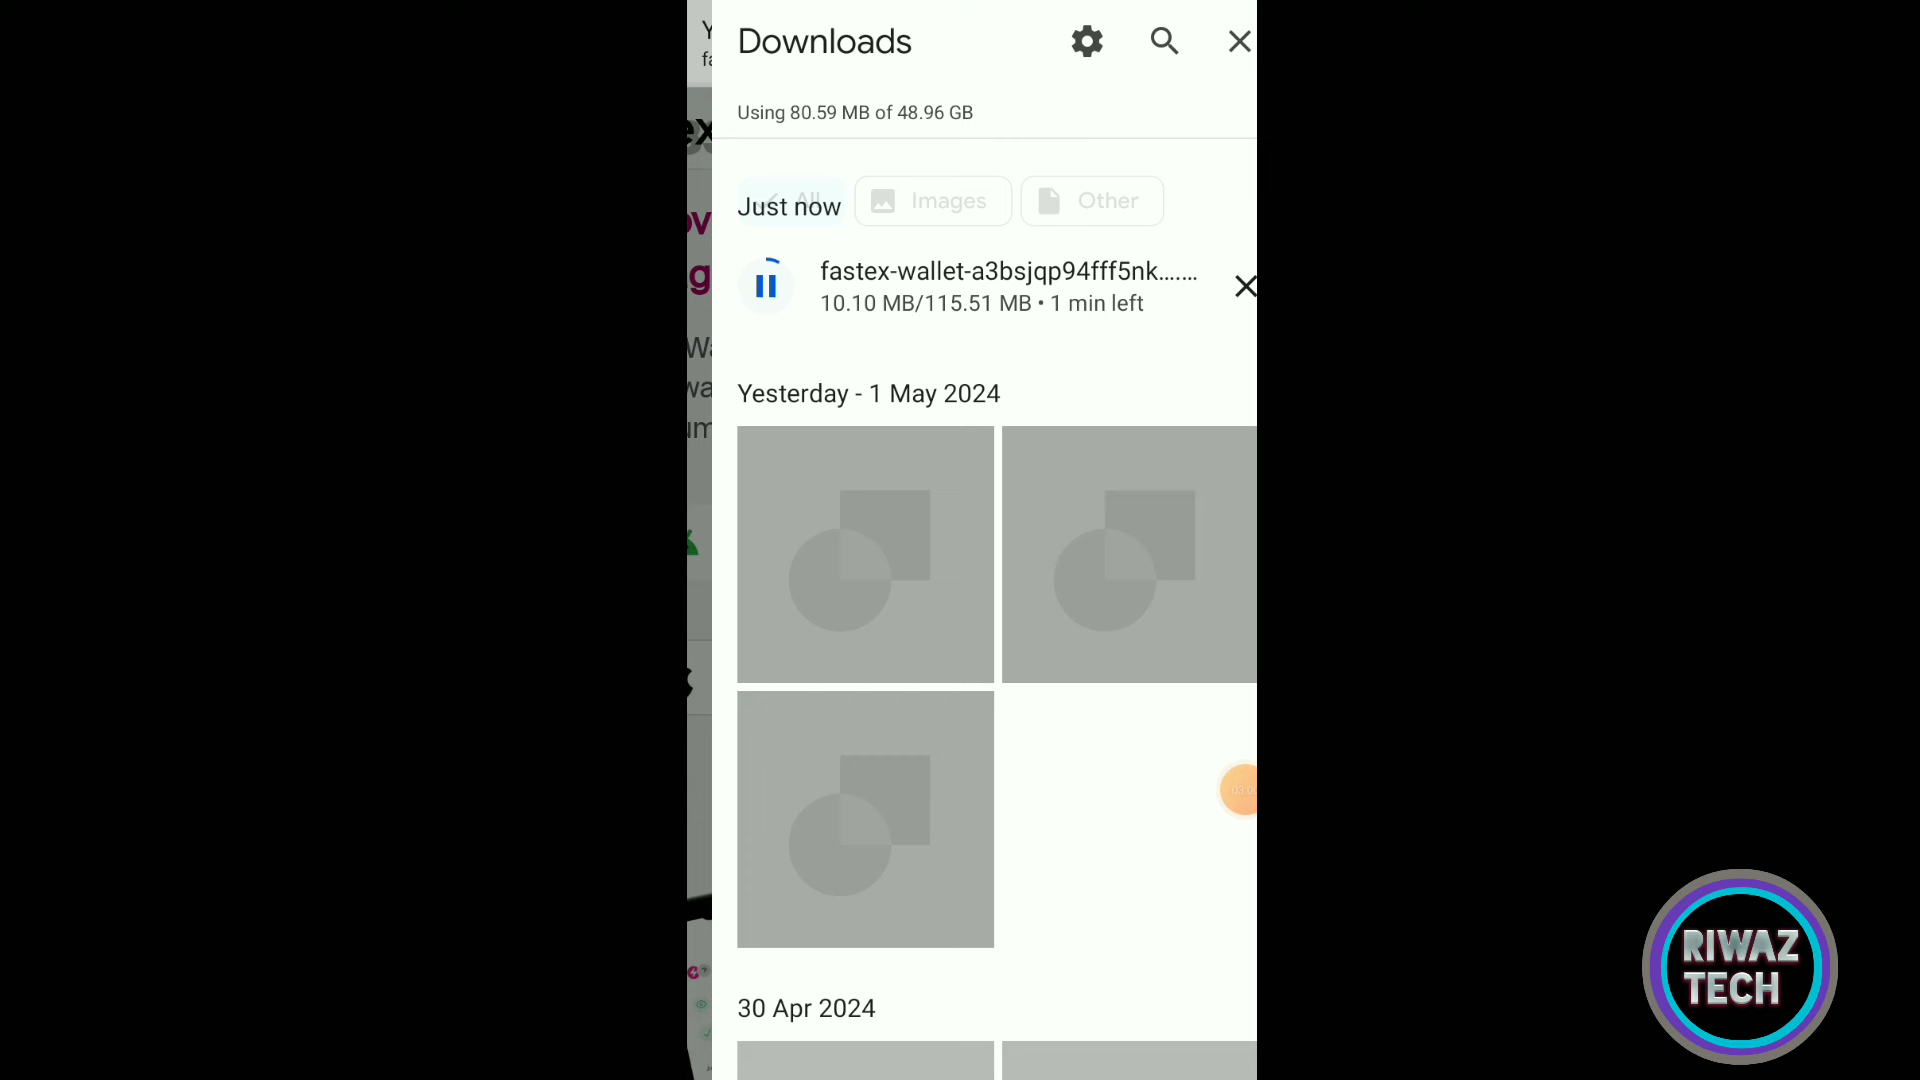 Downloads
Using 80.59 MB of 48.96 GB
All
Images
Other
Just now
fastex-wallet-a3bsjqp94fff5nk…....
10.10 MB/115.51 MB • 1 min left
Yesterday - 1 May 2024
30 Apr 2024
RIWAZ
TECH